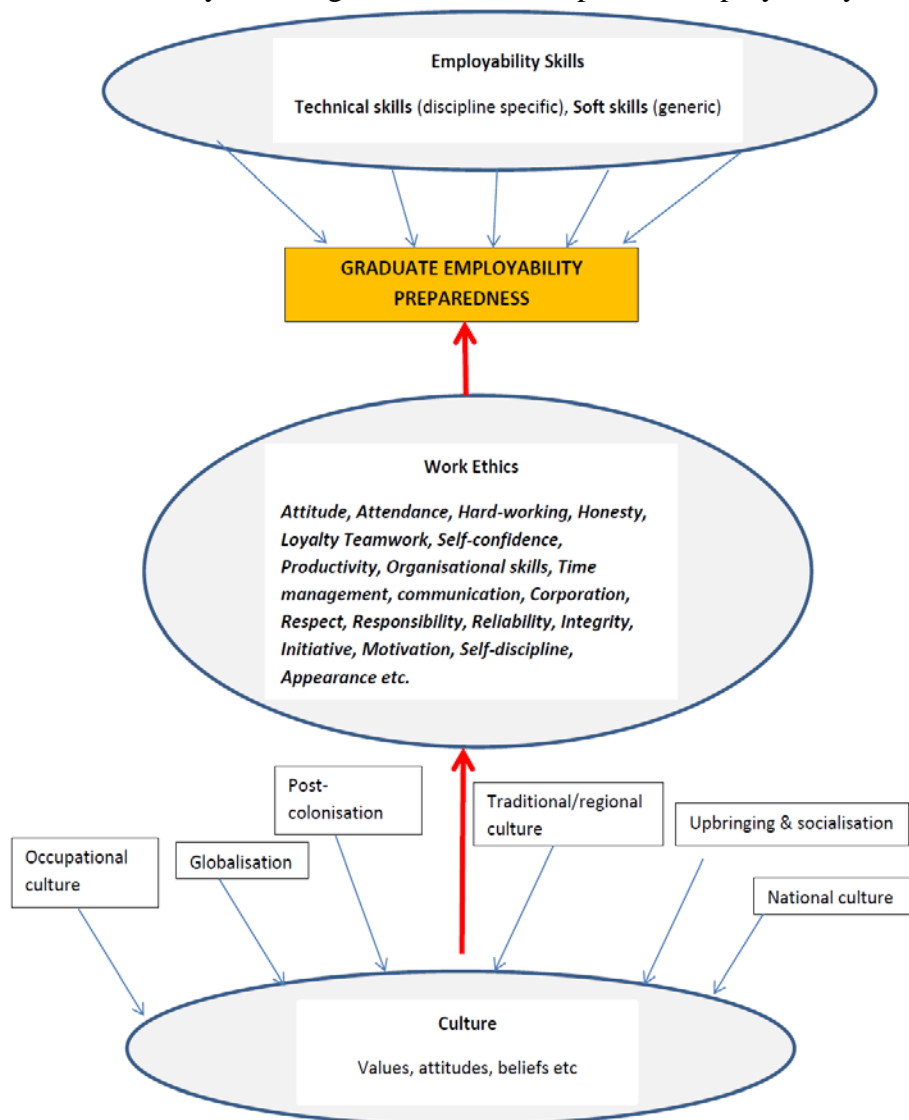 Employability Skills
Technical skills (discipline specific), Soft skills (generic)
GRADUATE EMPLOYABILITY
PREPAREDNESS
Work Ethics
Attitude, Attendance, Hard-working, Honesty,
Loyalty Teamwork, Self-confidence,
Productivity, Organisational skills, Time
management, communication, Corporation,
Respect, Responsibility, Reliability, Integrity,
Initiative, Motivation, Self-discipline,
Appearance etc.
Post-
colonisation
Traditional/regional
culture
Upbringing & socialisation
Occupational
culture
Globalisation
National culture
Culture
Values, attitudes, beliefs etc